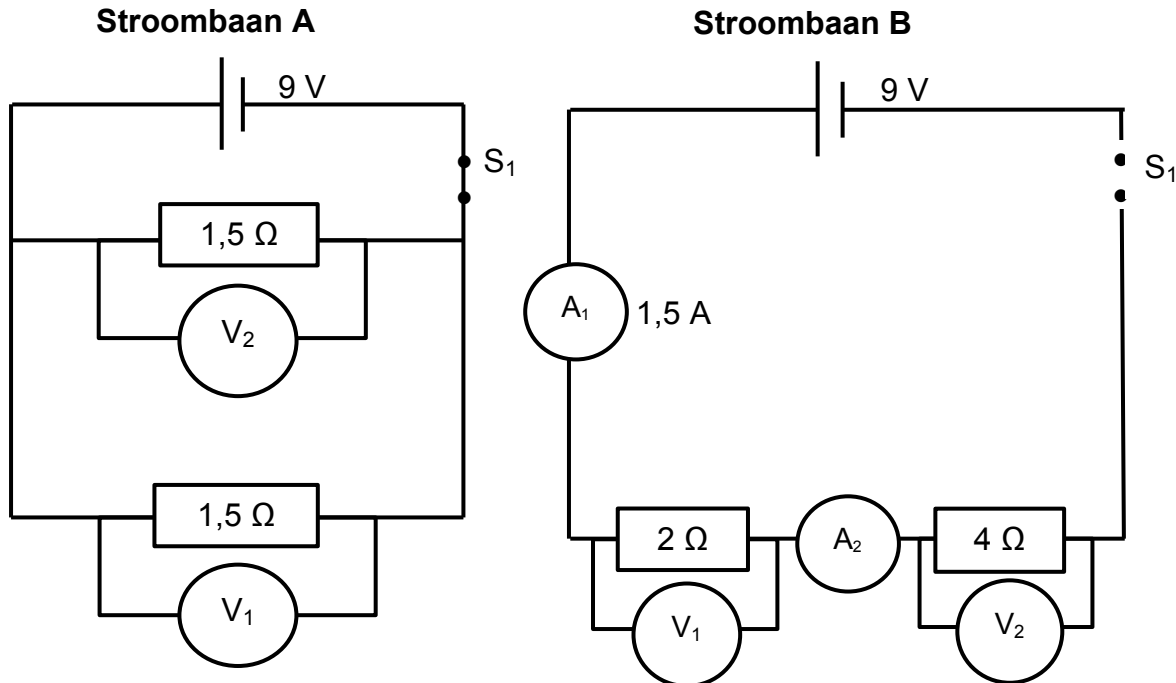 Stroombaan A
9 V
S₁
1,5 Ω
V₂
1,5 Ω
V₁
Stroombaan B
9 V
S₁
A₁
1,5 A
2 Ω
A₂
4 Ω
V₁
V₂